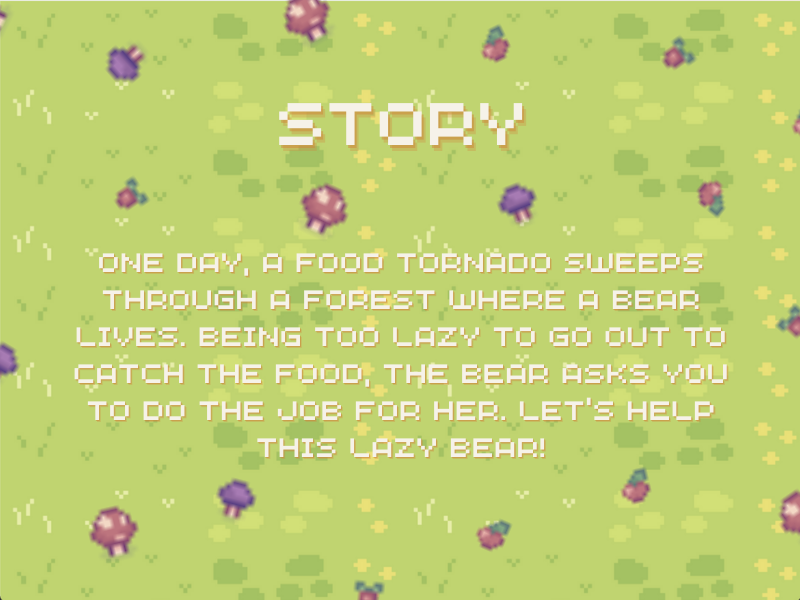 STORY
ONE DAY, A FOOD TORNADO SWEEPS
THROUGH A FOREST WHERE A BEAR
LIVES. BEING TOO LAZY TO GO OUT TO
CATCH THE FOOD, THE BEAR ASKS YOU
TO DO THE JOB FOR HER. LET'S HELP
THIS LAZY BEAR!